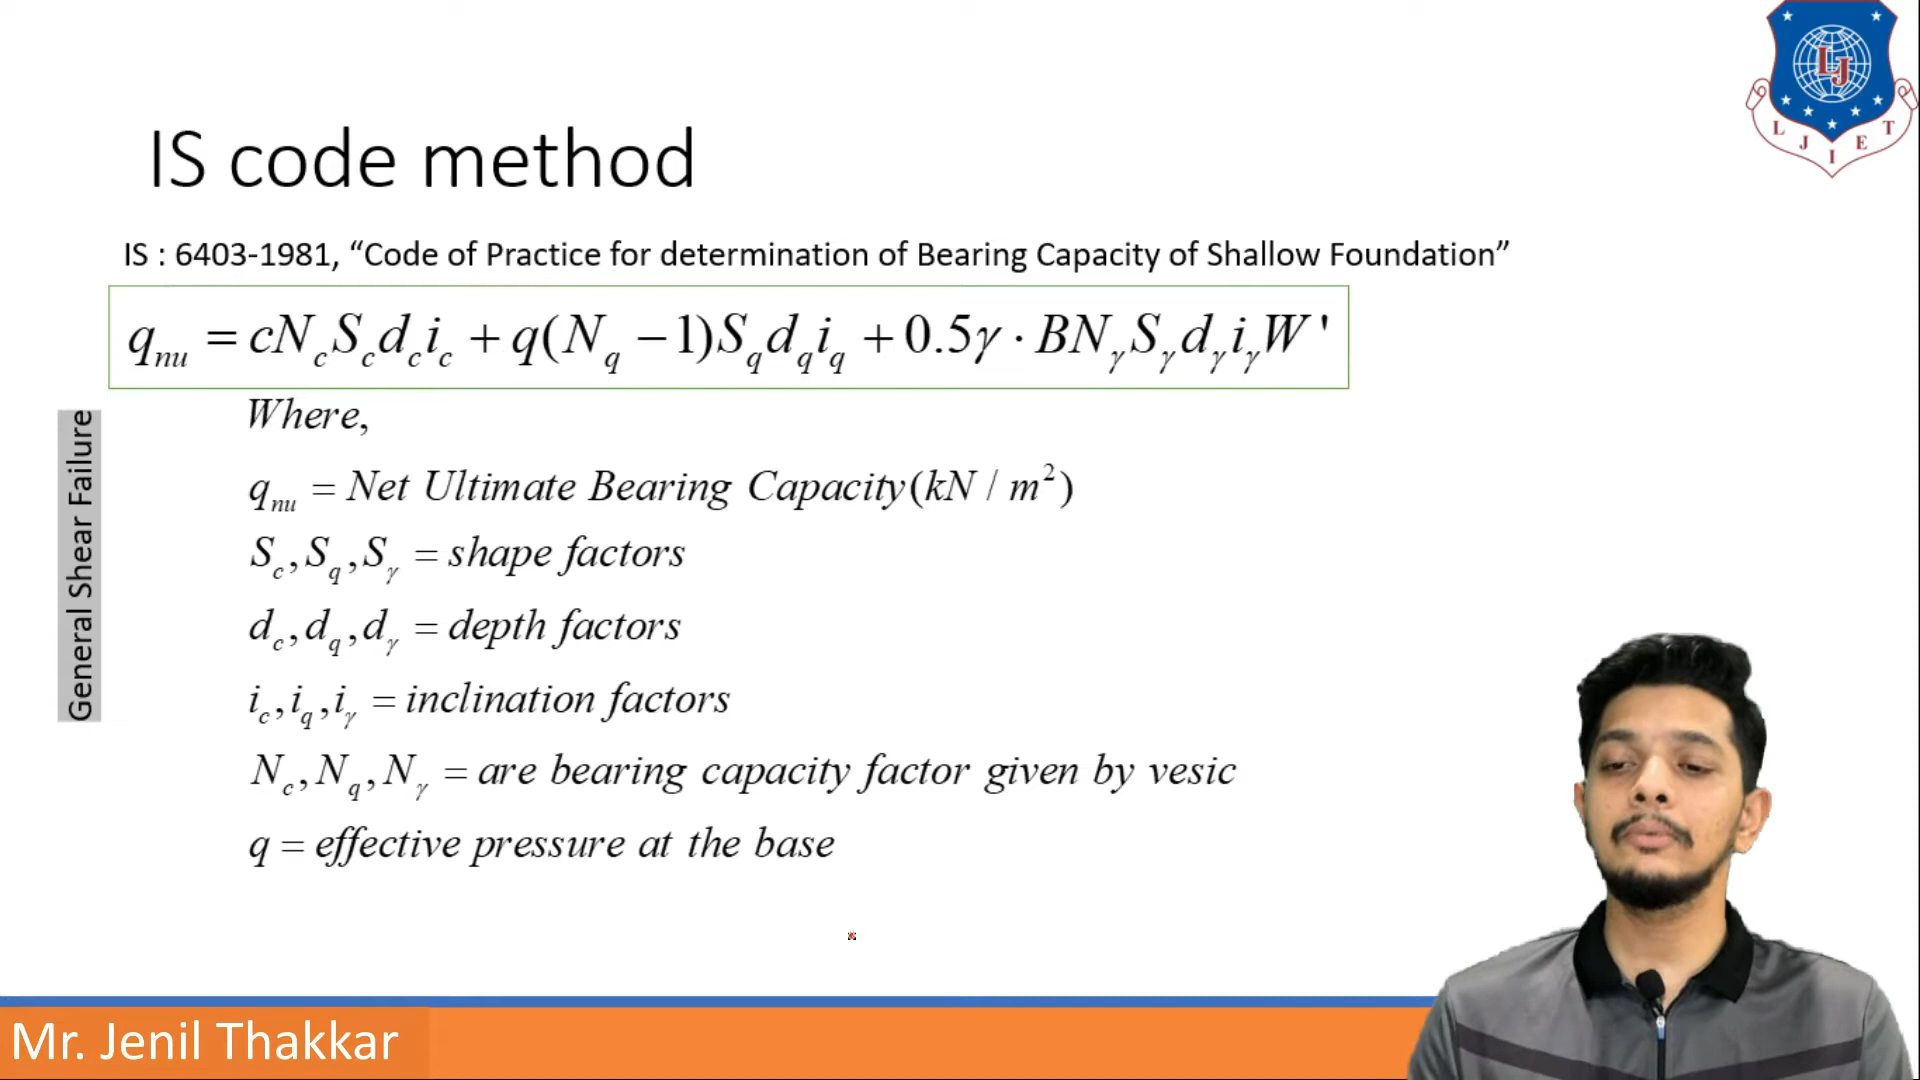 LJIET
IS code method
IS : 6403-1981, “Code of Practice for determination of Bearing Capacity of Shallow Foundation”
q_nu = cN_c S_c d_c i_c + q(N_q − 1)S_q d_q i_q + 0.5γ · BN_γ S_γ d_γ i_γ W '
Where,
q_nu = Net Ultimate Bearing Capacity(kN / m²)
S_c, S_q, S_γ = shape factors
d_c, d_q, d_γ = depth factors
i_c, i_q, i_γ = inclination factors
N_c, N_q, N_γ = are bearing capacity factor given by vesic
q = effective pressure at the base
General Shear Failure
Mr. Jenil Thakkar